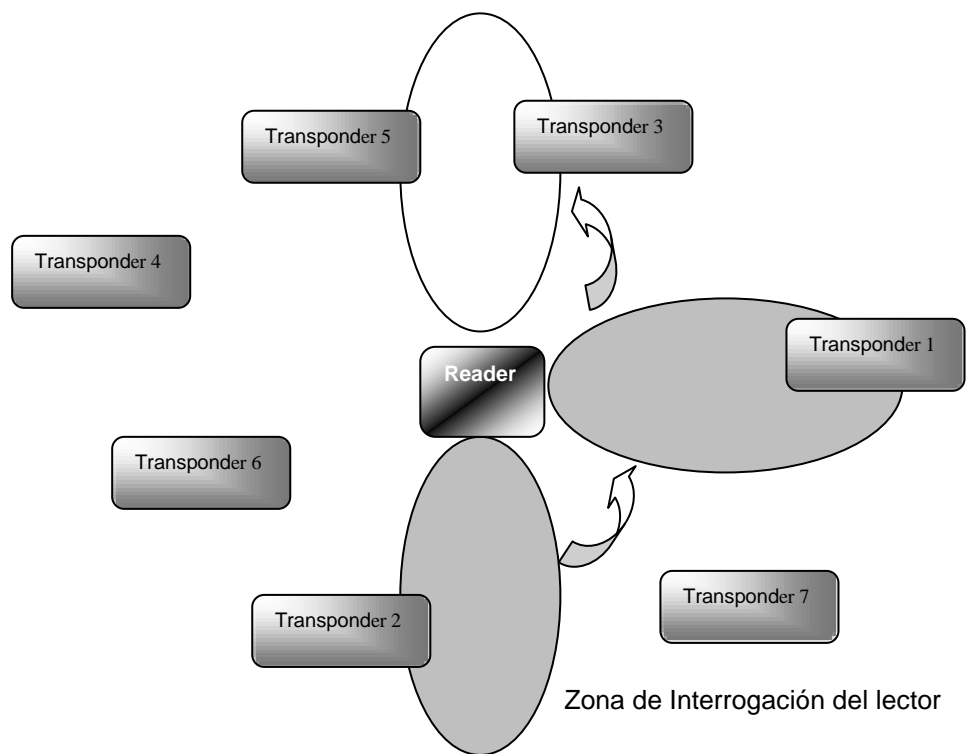 Transponder 5
Transponder 3
Transponder 4
Transponder 1
Reader
Transponder 6
Transponder 7
Transponder 2
Zona de Interrogación del lector